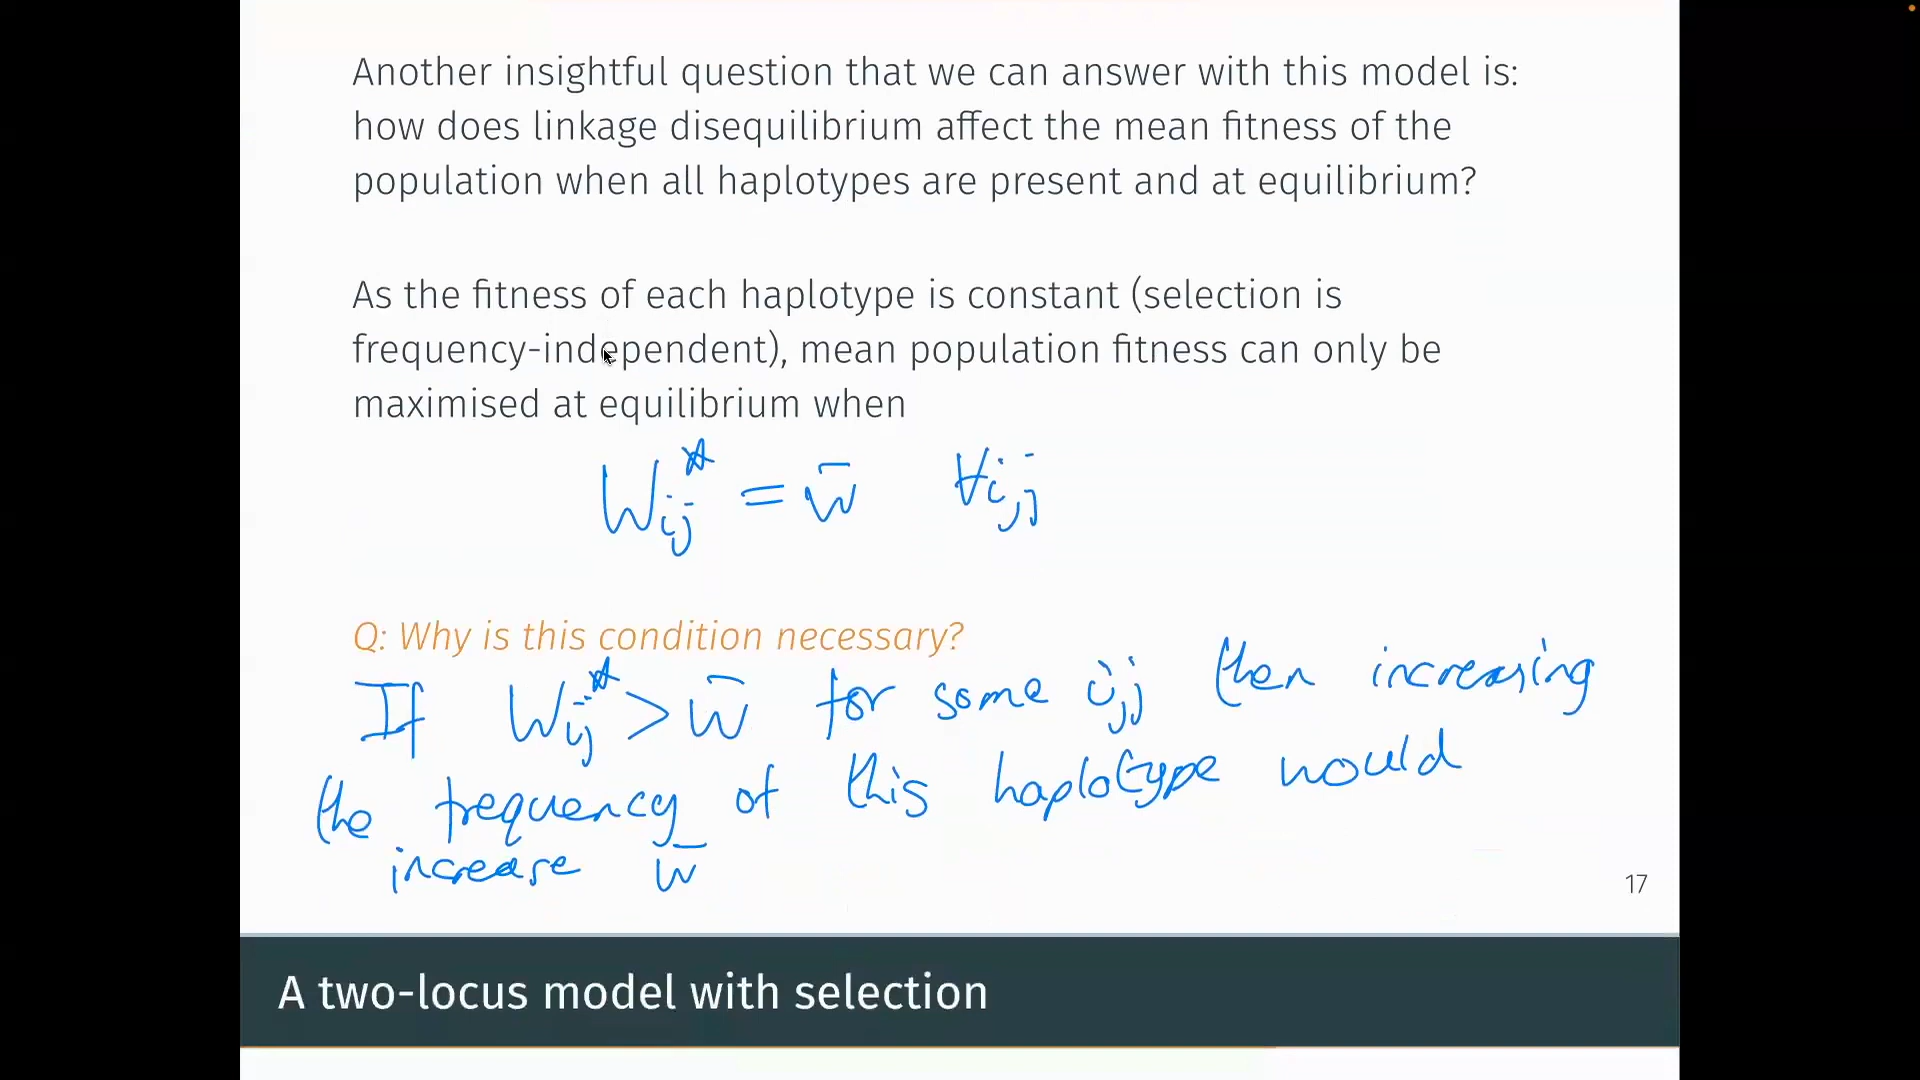 Another insightful question that we can answer with this model is:
how does linkage disequilibrium affect the mean fitness of the
population when all haplotypes are present and at equilibrium?
As the fitness of each haplotype is constant (selection is
frequency-independent), mean population fitness can only be
maximised at equilibrium when
W*ij = w̄ ∀i,j
Q: Why is this condition necessary?
If W*ij > w̄ for some i,j then increasing
the frequency of this haplotype would
increase w̄
17
A two-locus model with selection